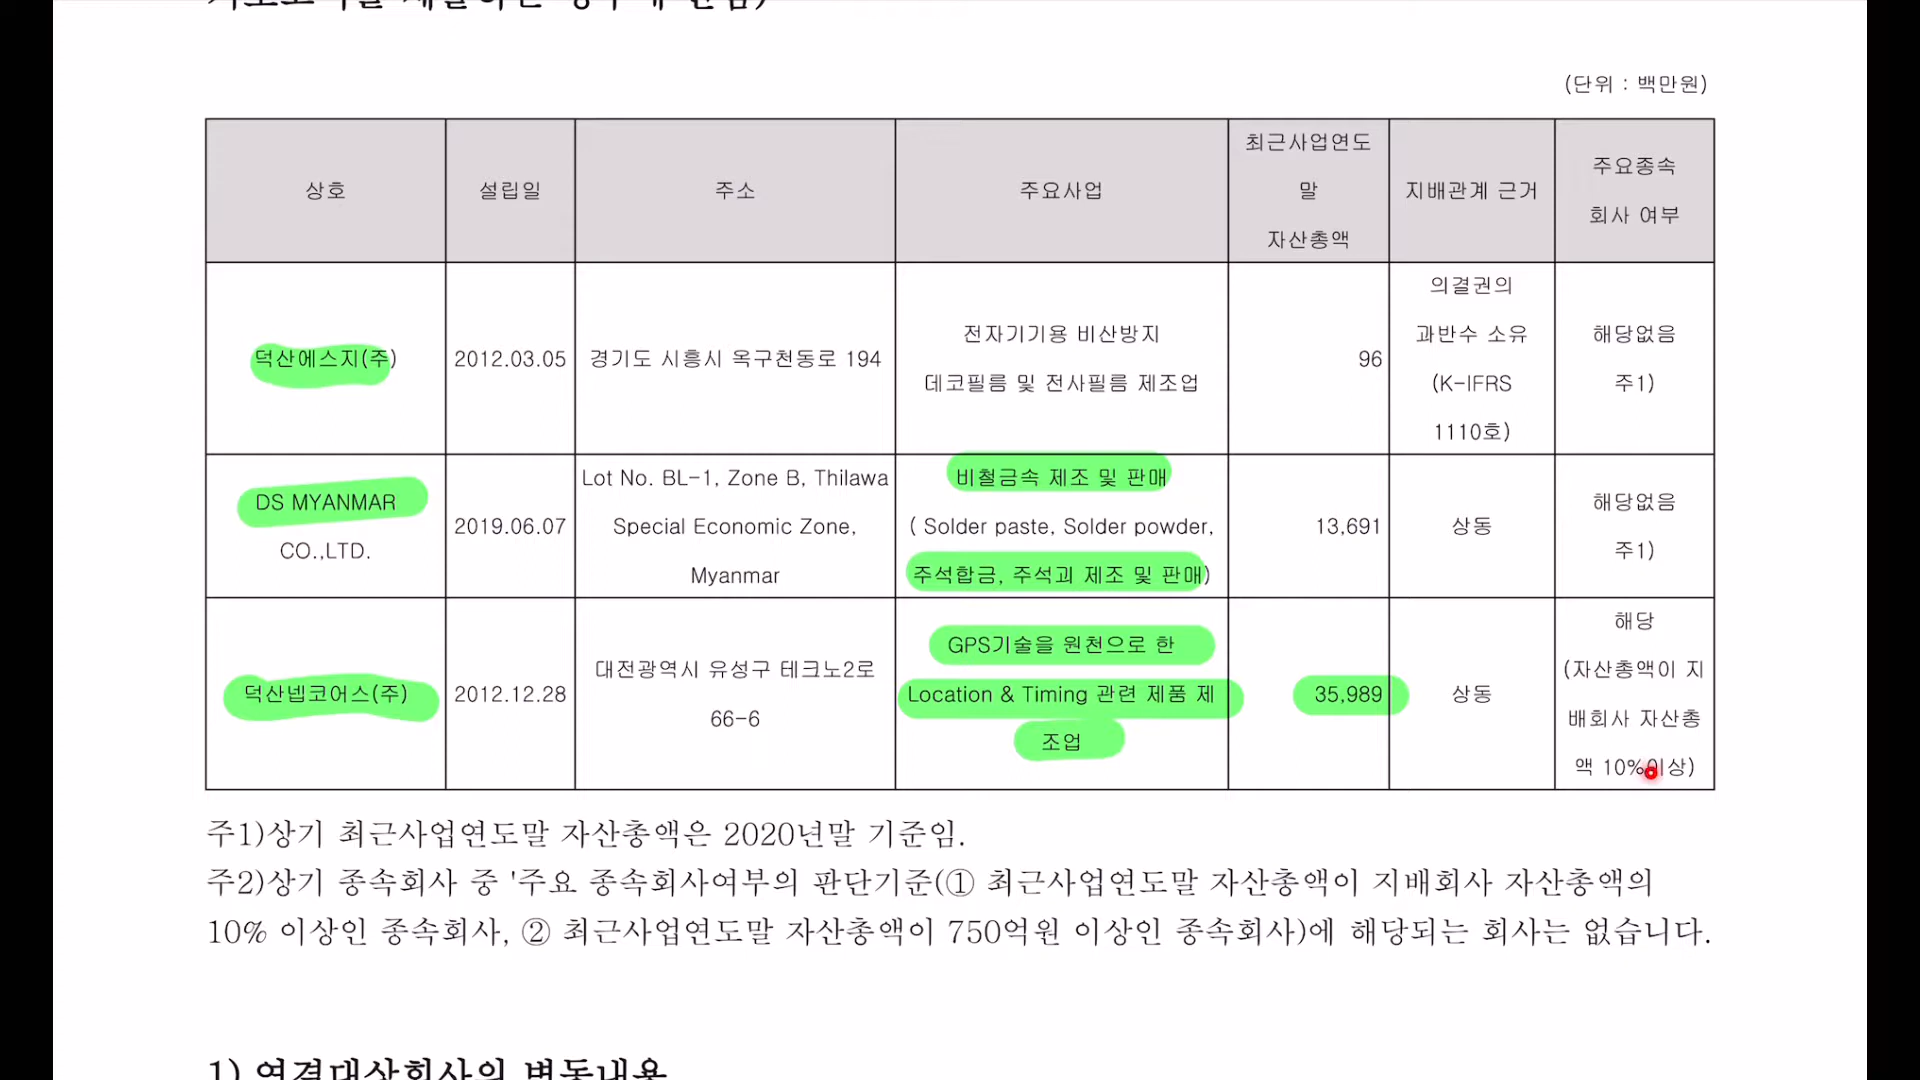 (단위 : 백만원)
상호
설립일
주소
주요사업
최근사업연도
말
자산총액
지배관계 근거
주요종속
회사 여부
덕산에스지(주)
2012.03.05
경기도 시흥시 옥구천동로 194
전자기기용 비산방지
데코필름 및 전사필름 제조업
96
의결권의
과반수 소유
(K-IFRS
1110호)
해당없음
주1)
DS MYANMAR
CO.,LTD.
2019.06.07
Lot No. BL-1, Zone B, Thilawa
Special Economic Zone,
Myanmar
비철금속 제조 및 판매
( Solder paste, Solder powder,
주석합금, 주석괴 제조 및 판매)
13,691
상동
해당없음
주1)
덕산넵코어스(주)
2012.12.28
대전광역시 유성구 테크노2로
66-6
GPS기술을 원천으로 한
Location & Timing 관련 제품 제
조업
35,989
상동
해당
(자산총액이 지
배회사 자산총
액 10%이상)
주1)상기 최근사업연도말 자산총액은 2020년말 기준임.
주2)상기 종속회사 중 '주요 종속회사여부의 판단기준(① 최근사업연도말 자산총액이 지배회사 자산총액의
10% 이상인 종속회사, ② 최근사업연도말 자산총액이 750억원 이상인 종속회사)에 해당되는 회사는 없습니다.
1) 연결대상회사의 변동내용